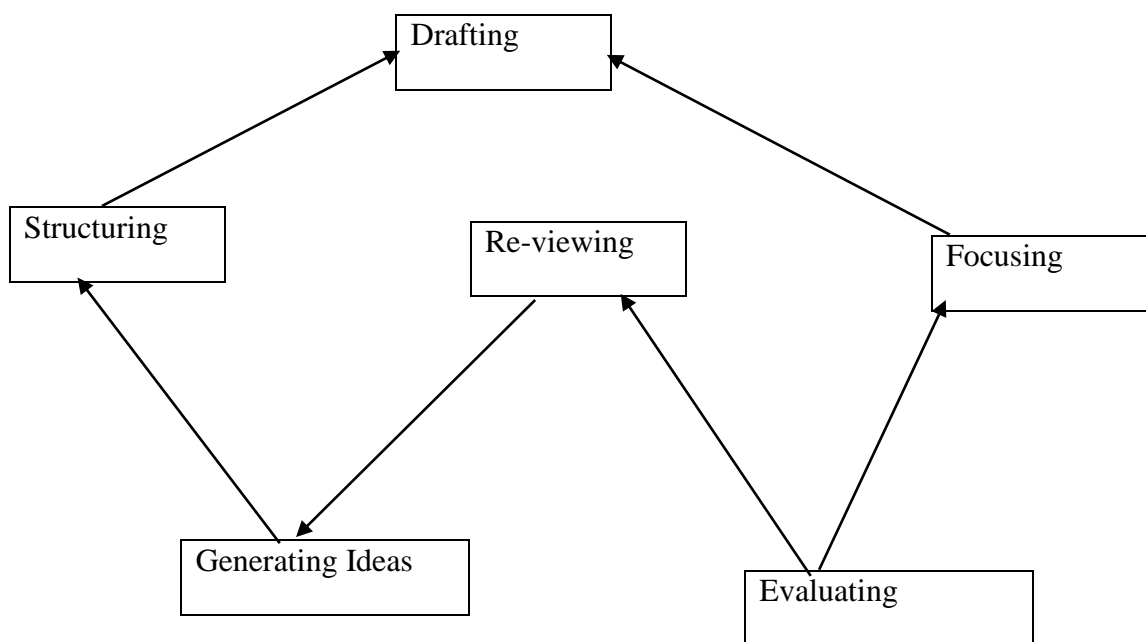 Drafting
Structuring
Re-viewing
Focusing
Generating Ideas
Evaluating